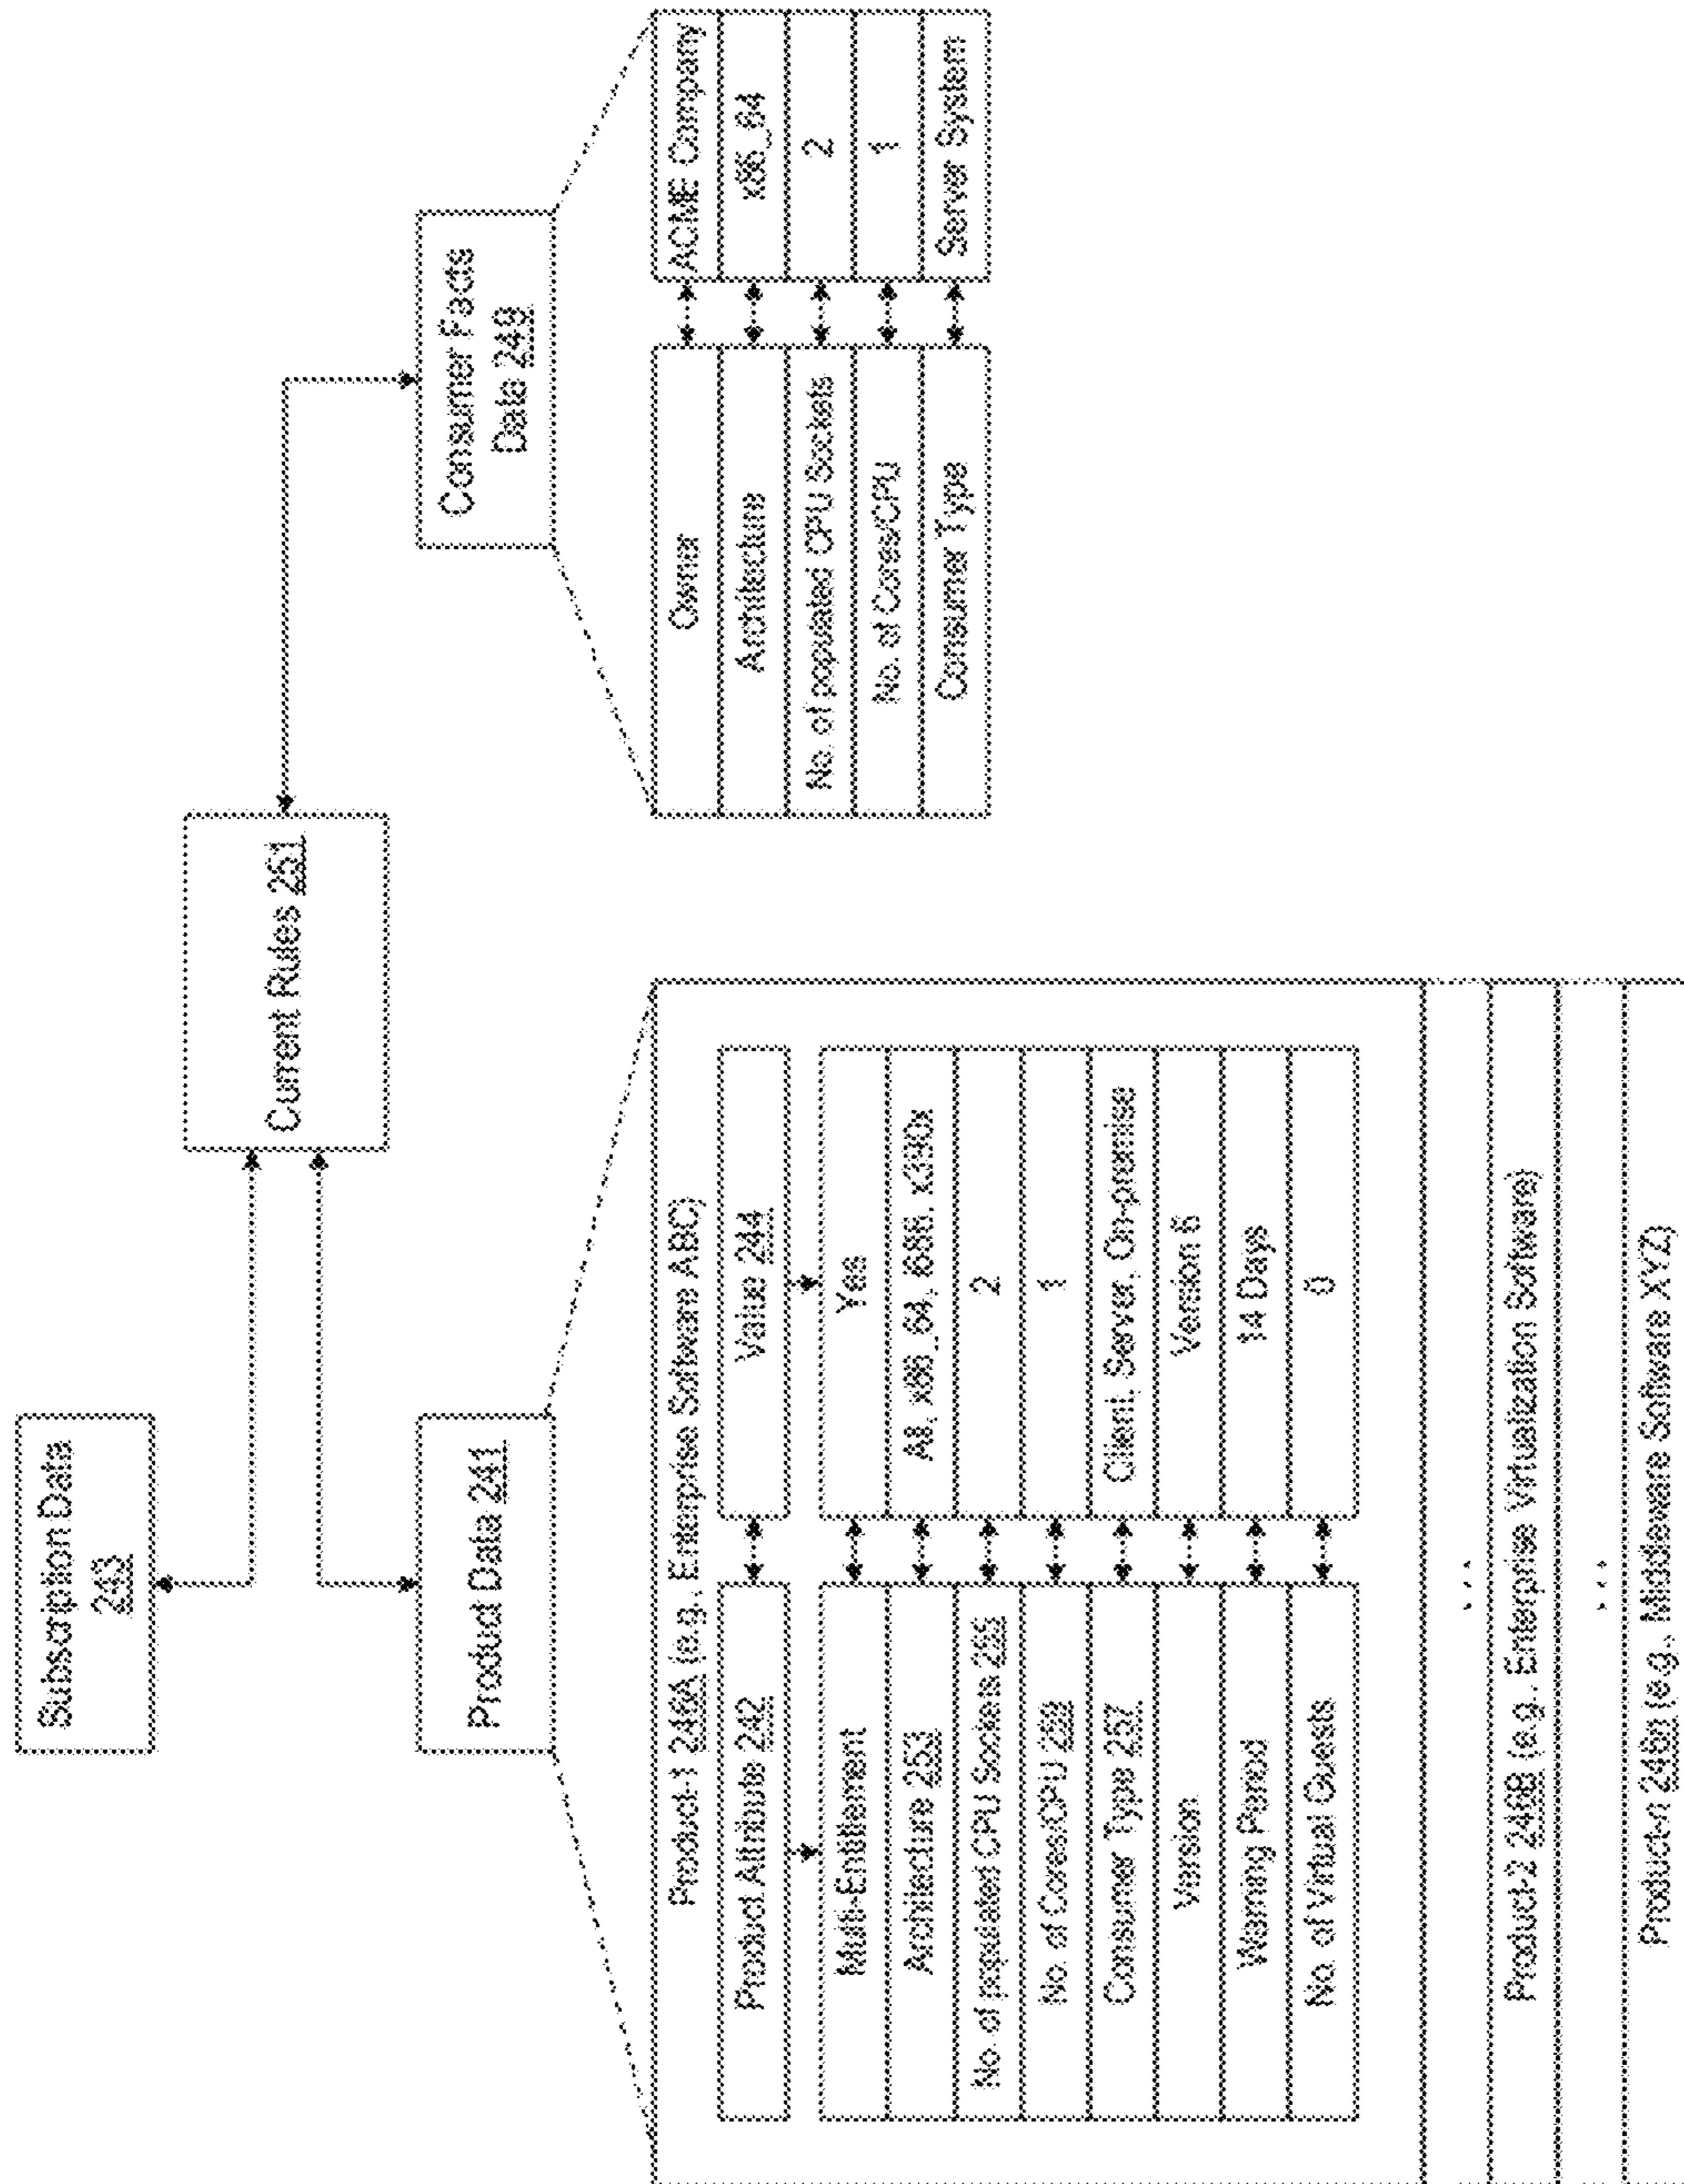 Subscription Data
243
Current Rules 251
Product Data 241
Consumer Facts
Data 249
Product-1 246A (e.g., Enterprise Software ABC)
Product Attribute 242
Value 244
Multi-Entitlement
Yes
Architecture 253
All, x86_64, i686, x390x
No. of populated CPU Sockets 255
2
No. of Cores/CPU 259
1
Consumer Type 257
Client, Server, On-premise
Version
Version 6
Warning Period
14 Days
No. of Virtual Guests
0
...
Product-2 246B (e.g. Enterprise Virtualization Software)
...
Product-n 246n (e.g., Middleware Software XYZ)
Owner
ACME Company
Architecture
x86_64
No. of populated CPU Sockets
2
No. of Cores/CPU
1
Consumer Type
Server System